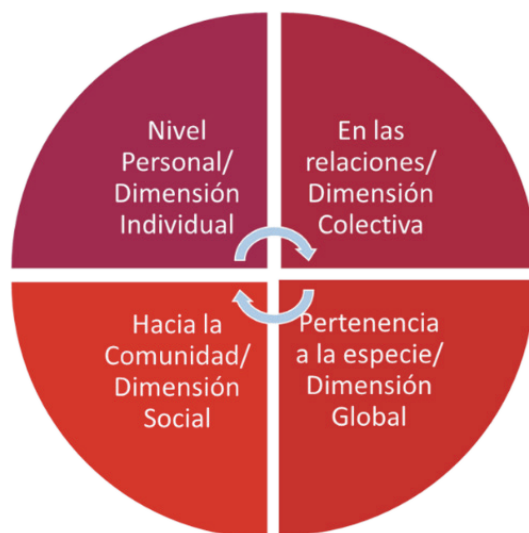 Nivel
Personal/
Dimensión
Individual
En las
relaciones/
Dimensión
Colectiva
Hacia la
Comunidad/
Dimensión
Social
Pertenencia
a la especie/
Dimensión
Global